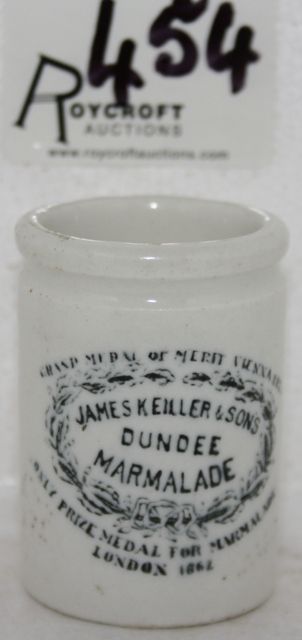 454
ROYCROFT
AUCTIONS
www.roycroftauctions.com
GRAND MEDAL OF MERIT VIENNA
JAMES KEILLER & SONS
DUNDEE
MARMALADE
ONLY PRIZE MEDAL FOR MARMALADE
LONDON 1862